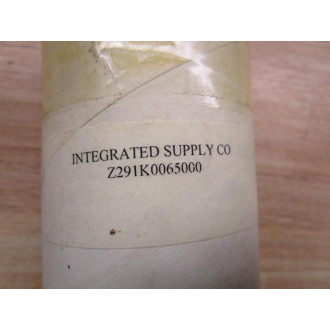 INTEGRATED SUPPLY CO
Z291K0065000